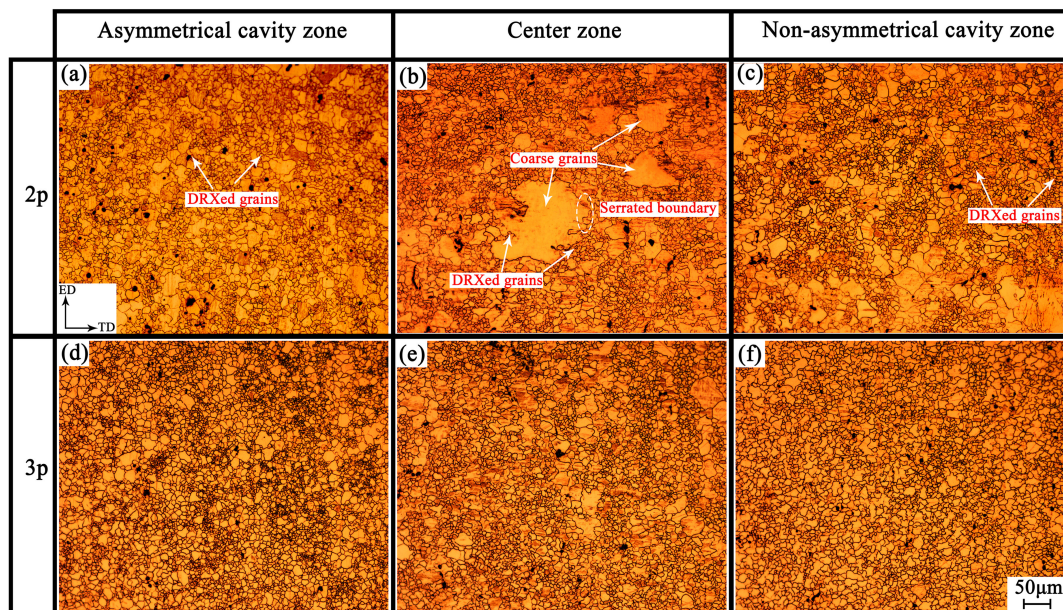 Asymmetrical cavity zone
Center zone
Non-asymmetrical cavity zone
2p
(a)
DRXed grains
ED
TD
(b)
Coarse grains
Serrated boundary
DRXed grains
(c)
DRXed grains
3p
(d)
(e)
(f)
50μm